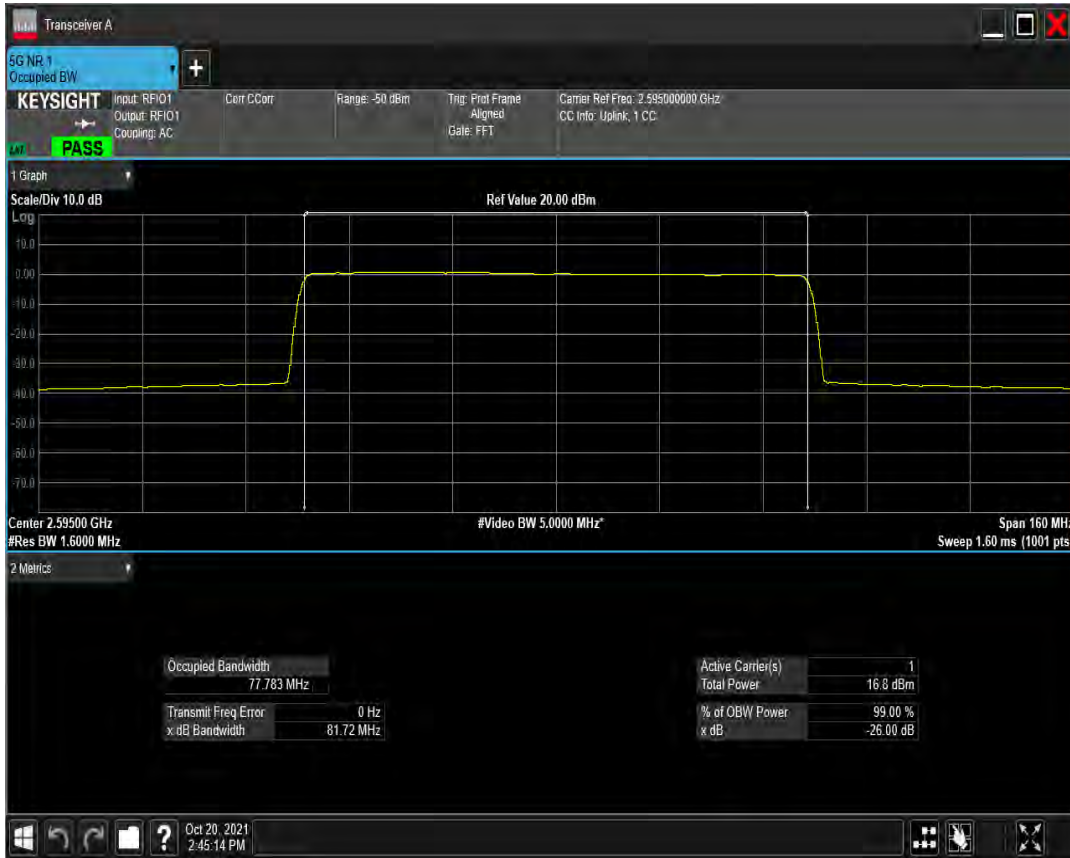 Transceiver A
5G NR 1
Occupied BW
+
KEYSIGHT
Input: RFIO1
Output: RFIO1
Coupling: AC
Corr CCorr
Range: -50 dBm
Trig: Prot Frame
Aligned
Gate: FFT
Carrier Ref Freq: 2.595000000 GHz
CC Info: Uplink, 1 CC
PASS
1 Graph
Scale/Div 10.0 dB
Ref Value 20.00 dBm
Log
10.0
0.00
-10.0
-20.0
-30.0
-40.0
-50.0
-60.0
-70.0
Center 2.59500 GHz
#Video BW 5.0000 MHz*
Span 160 MHz
#Res BW 1.6000 MHz
Sweep 1.60 ms (1001 pts
2 Metrics
Occupied Bandwidth
77.783 MHz
Transmit Freq Error 0 Hz
x dB Bandwidth 81.72 MHz
Active Carrier(s) 1
Total Power 16.8 dBm
% of OBW Power 99.00 %
x dB -26.00 dB
?
Oct 20, 2021
2:45:14 PM